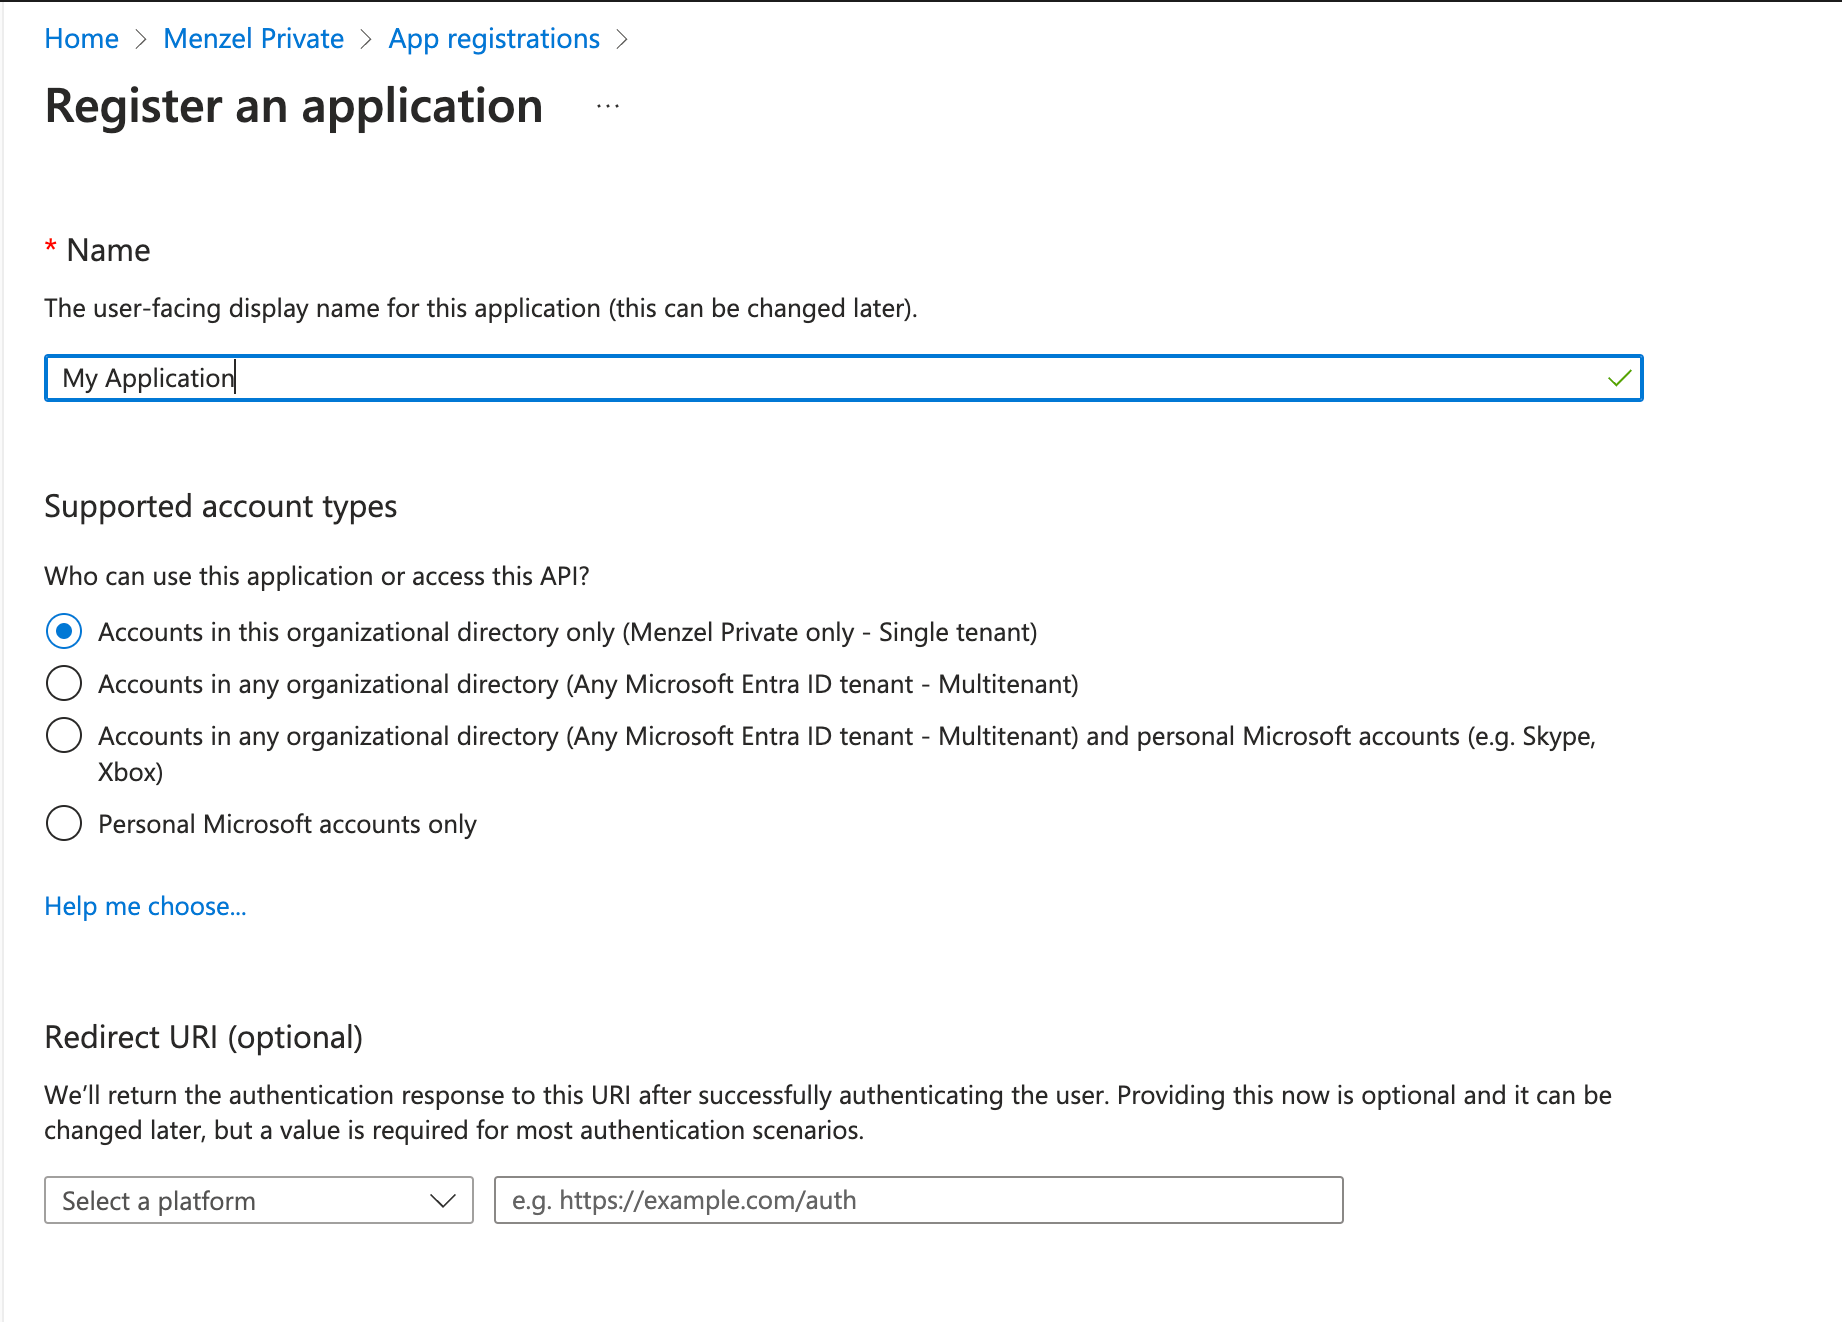 Home > Menzel Private > App registrations >
Register an application ...
* Name
The user-facing display name for this application (this can be changed later).
My Application
Supported account types
Who can use this application or access this API?
Accounts in this organizational directory only (Menzel Private only - Single tenant)
Accounts in any organizational directory (Any Microsoft Entra ID tenant - Multitenant)
Accounts in any organizational directory (Any Microsoft Entra ID tenant - Multitenant) and personal Microsoft accounts (e.g. Skype,
Xbox)
Personal Microsoft accounts only
Help me choose...
Redirect URI (optional)
We’ll return the authentication response to this URI after successfully authenticating the user. Providing this now is optional and it can be
changed later, but a value is required for most authentication scenarios.
Select a platform e.g. https://example.com/auth